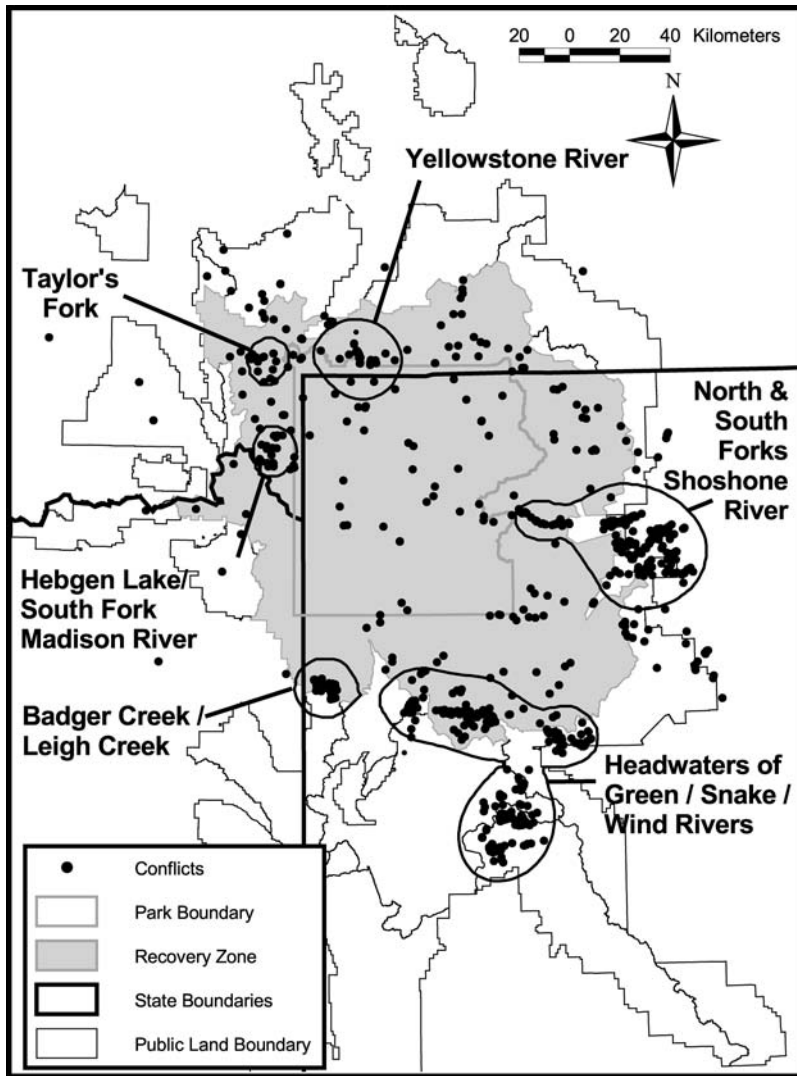 20 0 20 40 Kilometers
N
Yellowstone River
Taylor's
Fork
North &
South
Forks
Shoshone
River
Hebgen Lake/
South Fork
Madison River
Badger Creek /
Leigh Creek
Headwaters of
Green / Snake /
Wind Rivers
Conflicts
Park Boundary
Recovery Zone
State Boundaries
Public Land Boundary